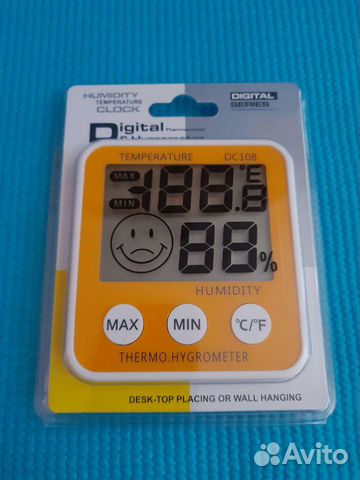 HUMIDITY
TEMPERATURE
CLOCK
DIGITAL
SERIES
Digital Thermometer
& Hygrometer
TEMPERATURE DC108
MAX
MIN
188.8
88%
HUMIDITY
MAX MIN °C/°F
THERMO.HYGROMETER
DESK-TOP PLACING OR WALL HANGING
Avito